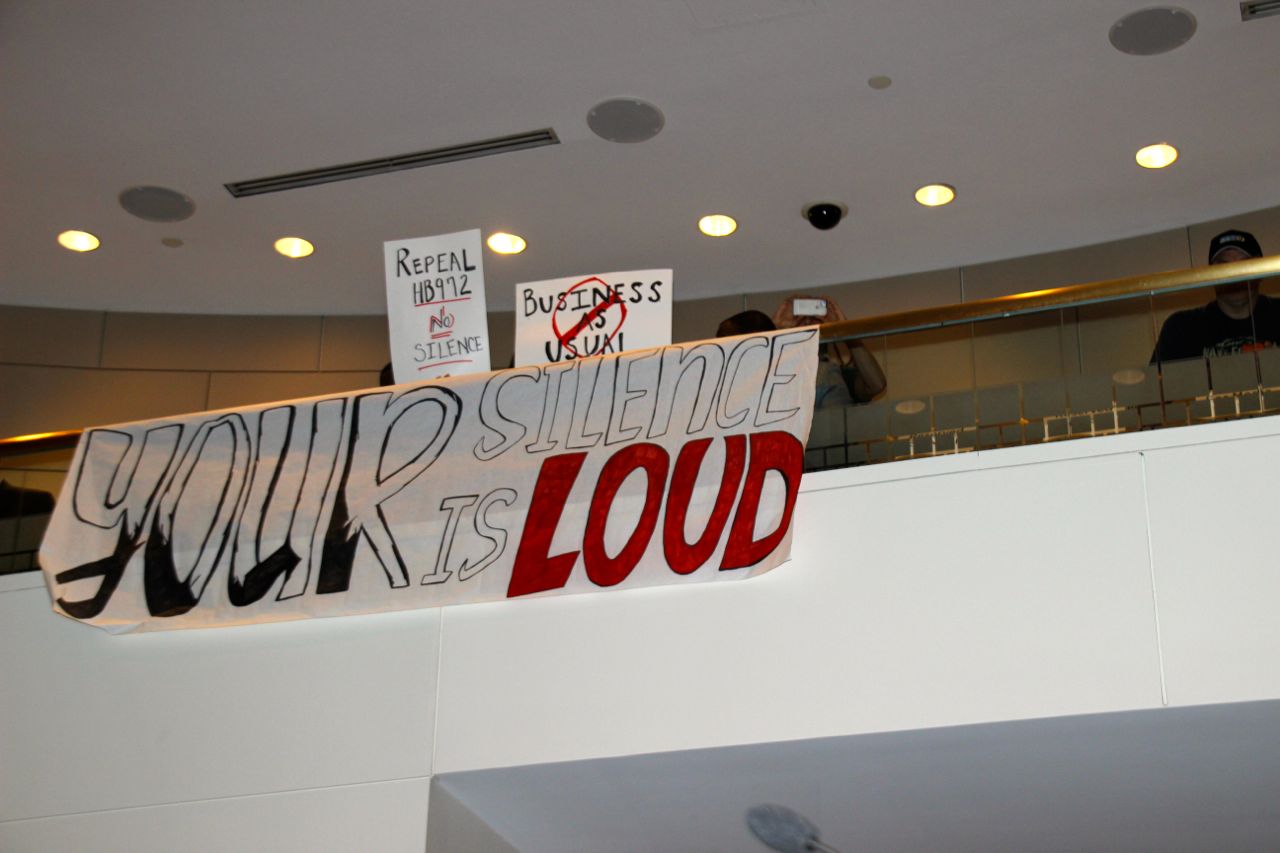 REPEAL
HB972
NO
SILENCE
BUSINESS
AS
USUAL
YOUR SILENCE
IS LOUD